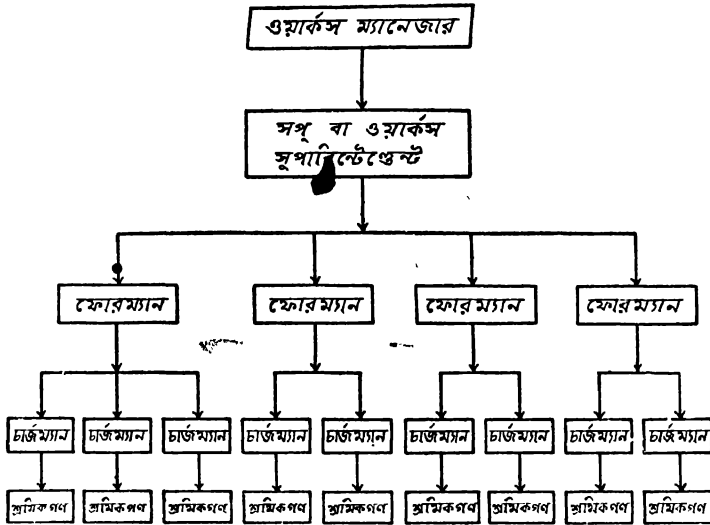 ওয়ার্কস ম্যানেজার
সপ্ বা ওয়ার্কস
সুপারিন্টেণ্ডেন্ট
ফোরম্যান ফোরম্যান ফোরম্যান ফোরম্যান
চার্জম্যান চার্জম্যান চার্জম্যান চার্জম্যান চার্জম্যান চার্জম্যান চার্জম্যান চার্জম্যান চার্জম্যান
শ্রমিকগণ শ্রমিকগণ শ্রমিকগণ শ্রমিকগণ শ্রমিকগণ শ্রমিকগণ শ্রমিকগণ শ্রমিকগণ শ্রমিকগণ